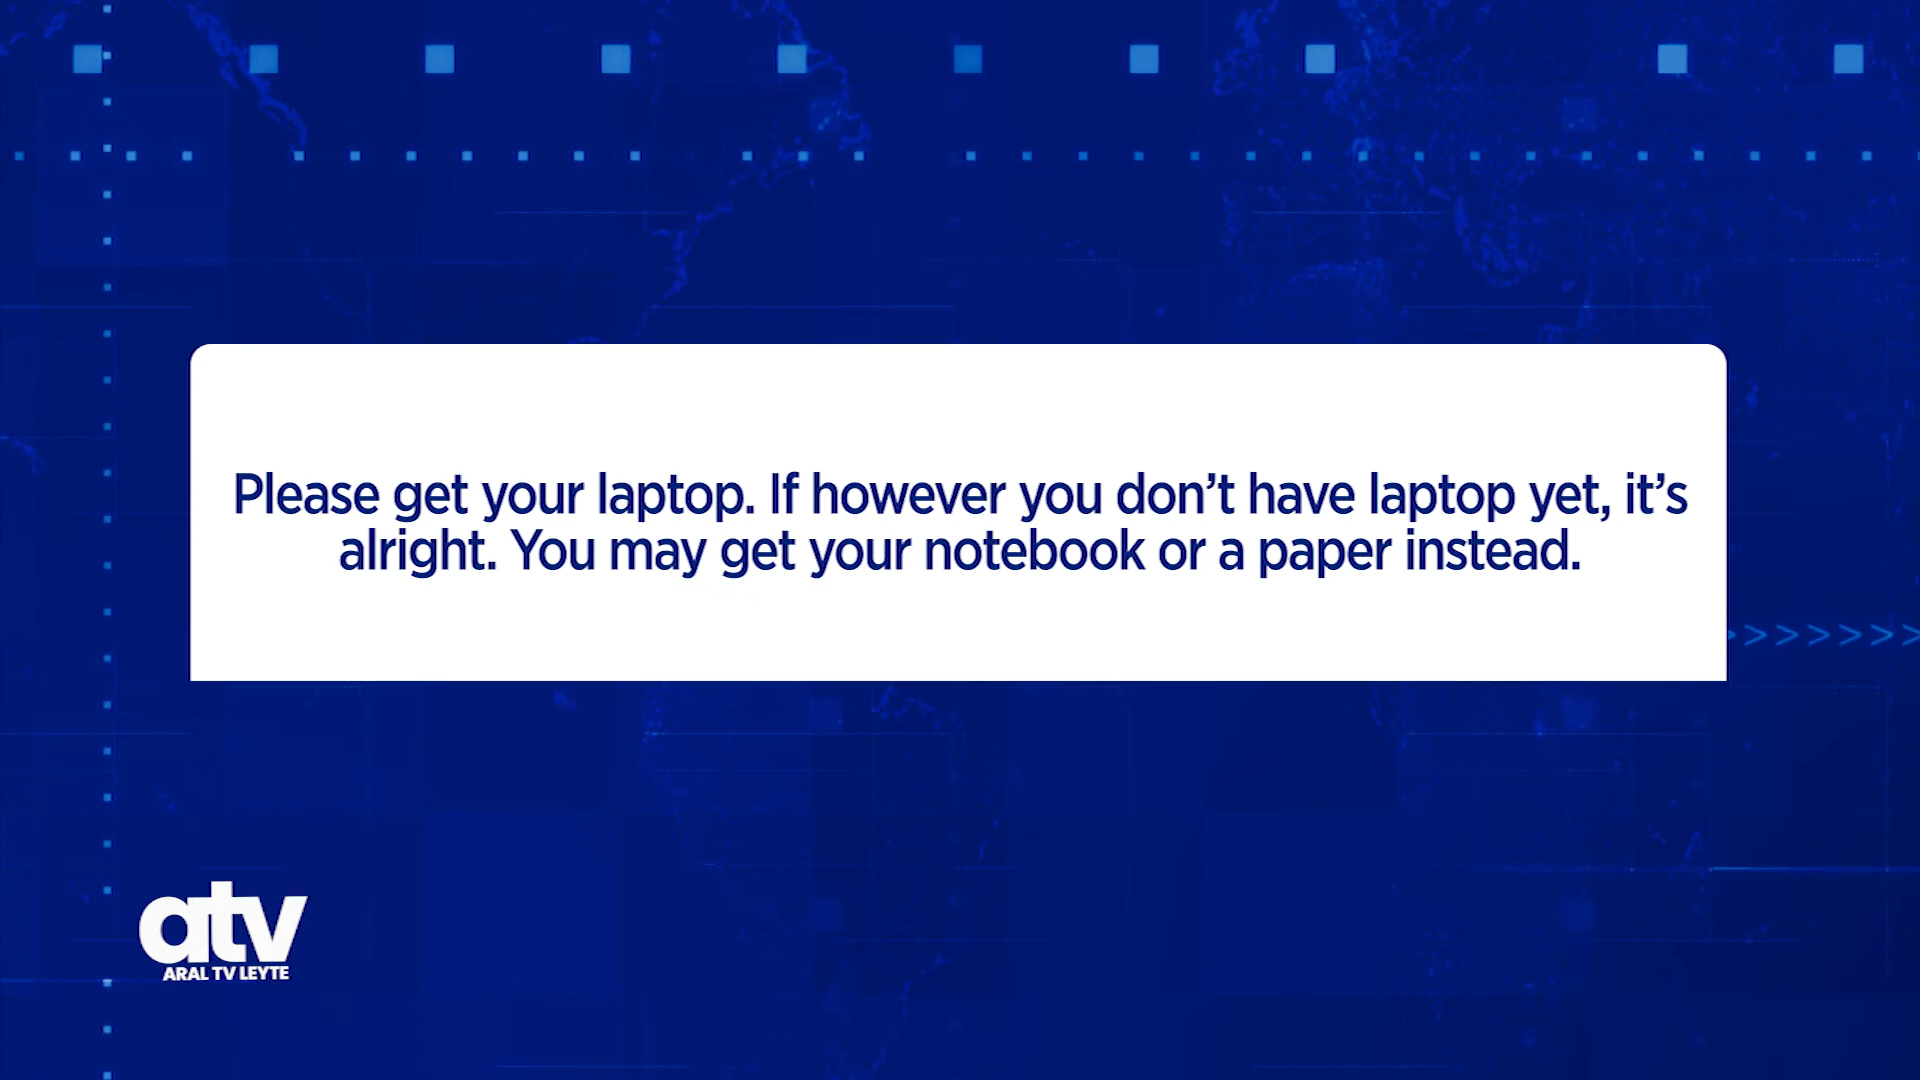 Please get your laptop. If however you don’t have laptop yet, it’s
alright. You may get your notebook or a paper instead.
atv
ARAL TV LEYTE